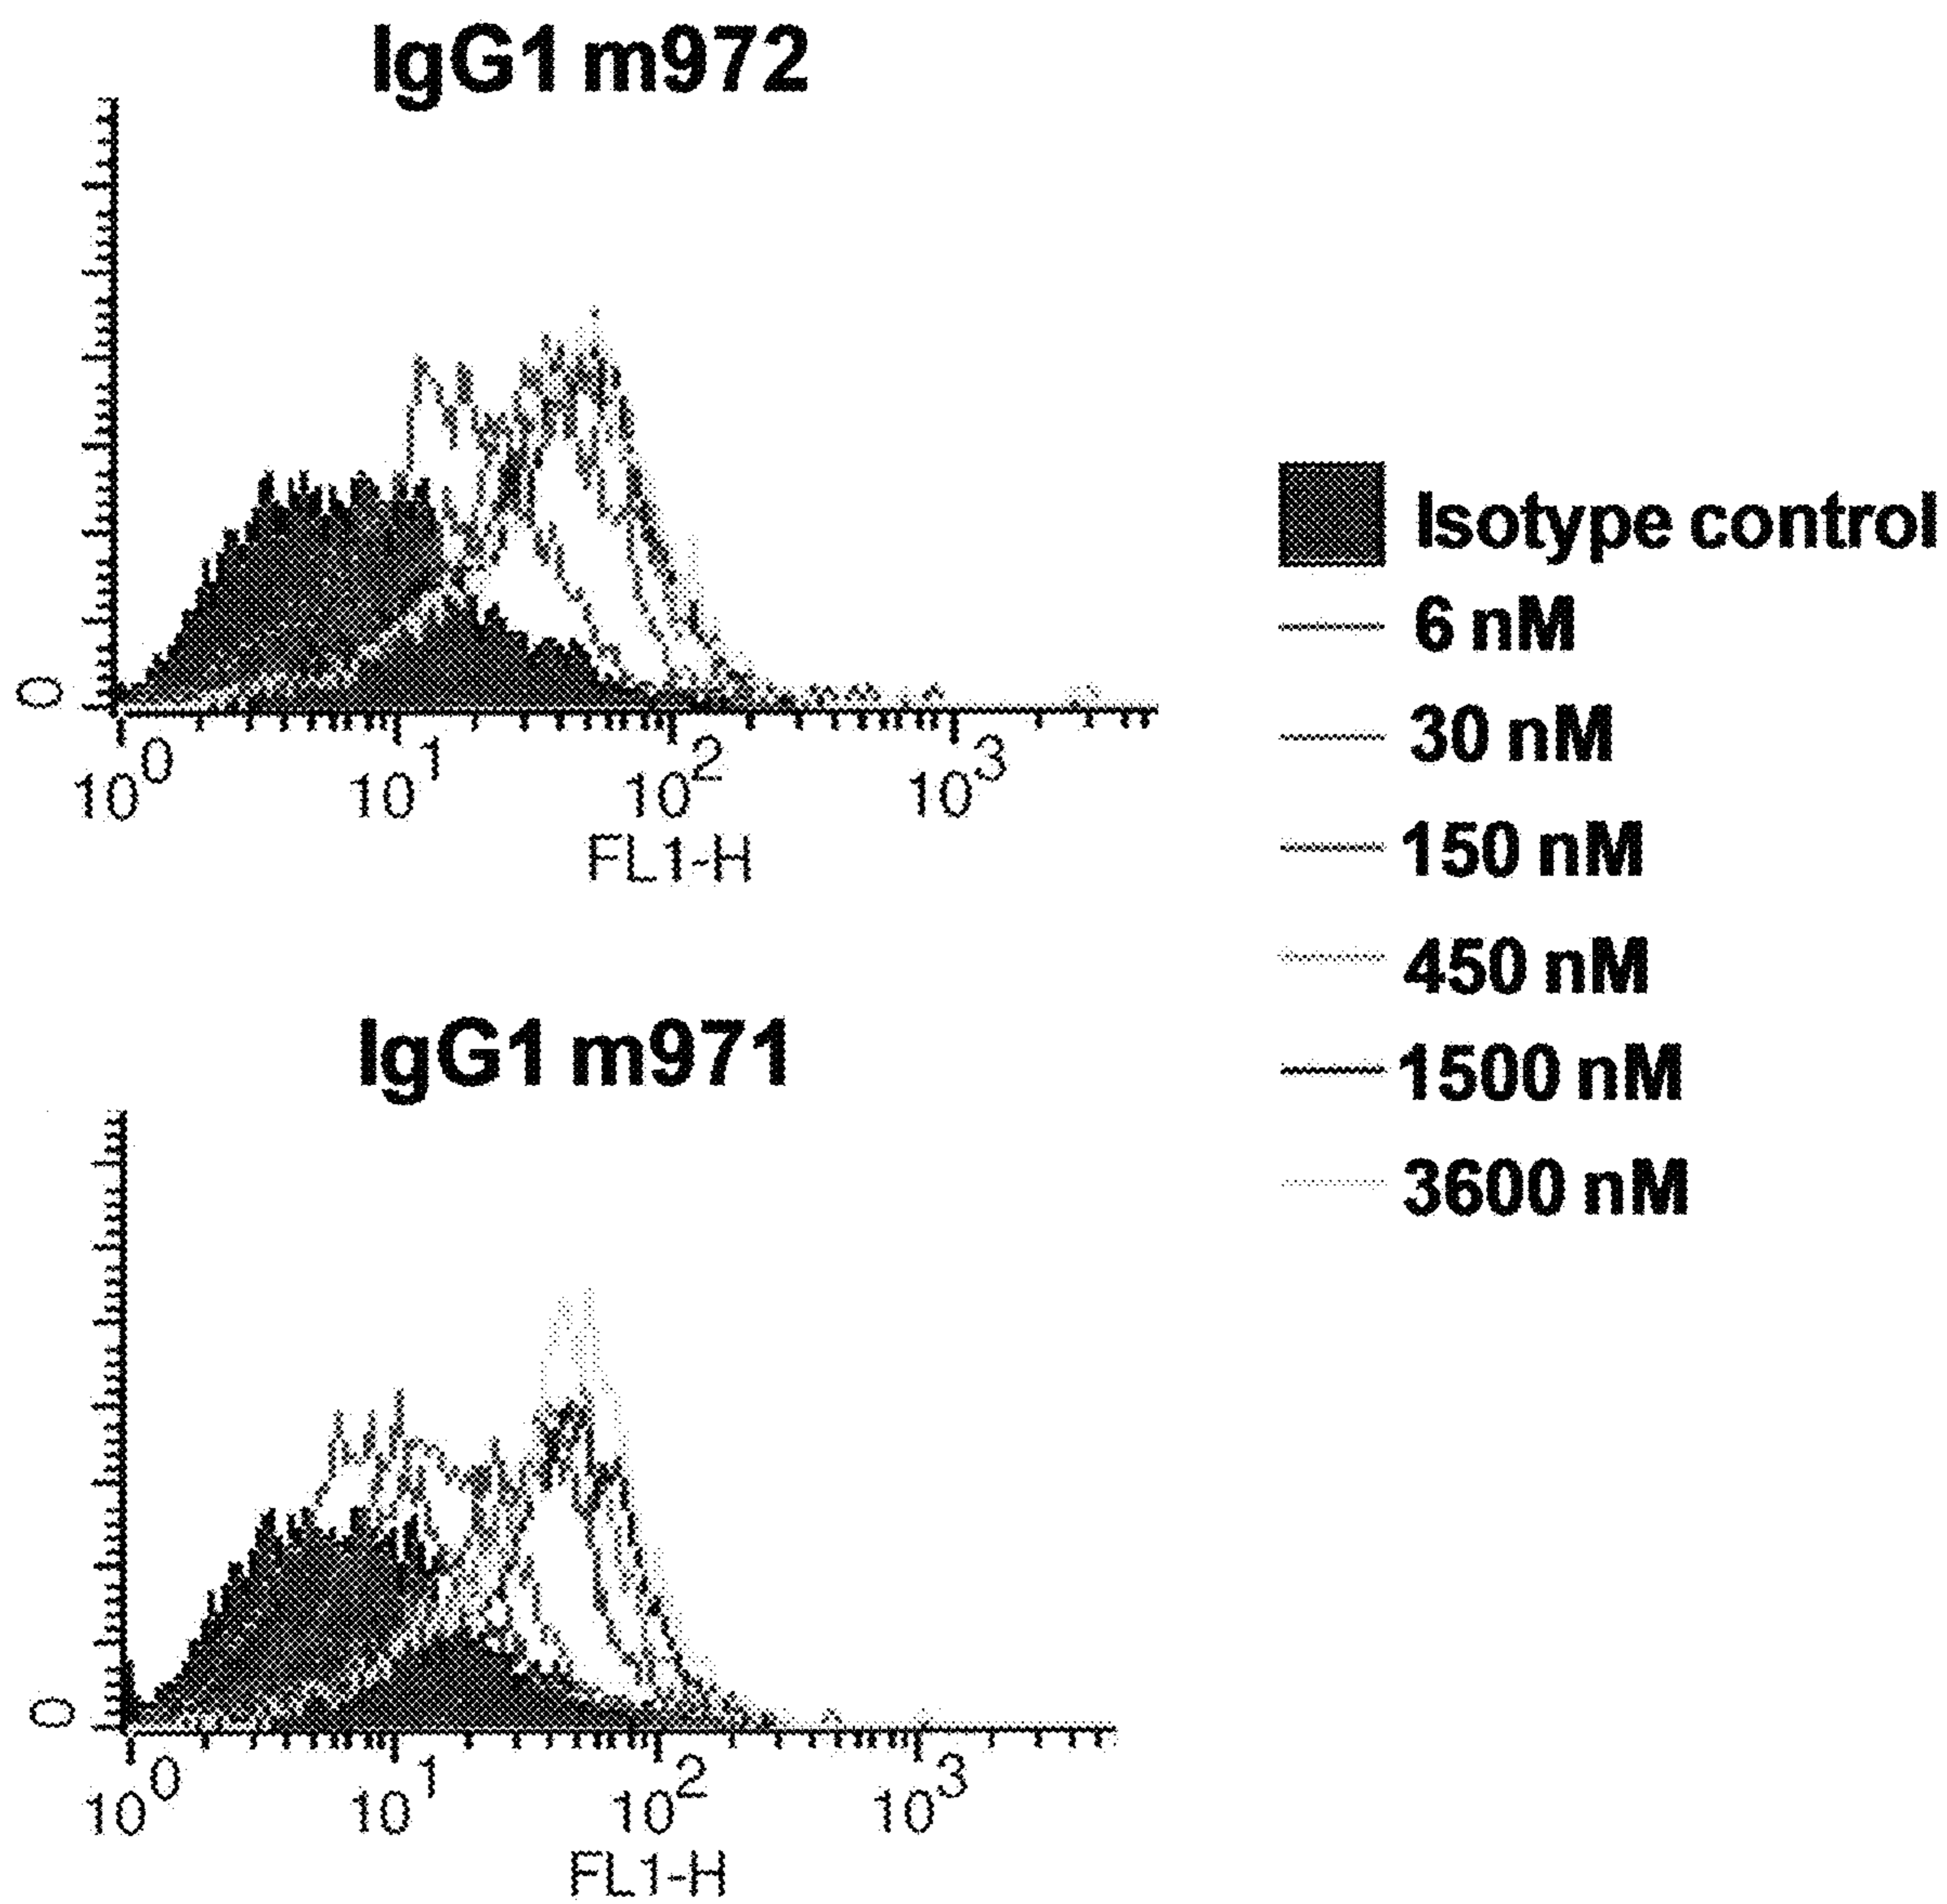 IgG1 m972
0
10^0 10^1 10^2 10^3
FL1-H
Isotype control
6 nM
30 nM
150 nM
450 nM
1500 nM
3600 nM
IgG1 m971
0
10^0 10^1 10^2 10^3
FL1-H